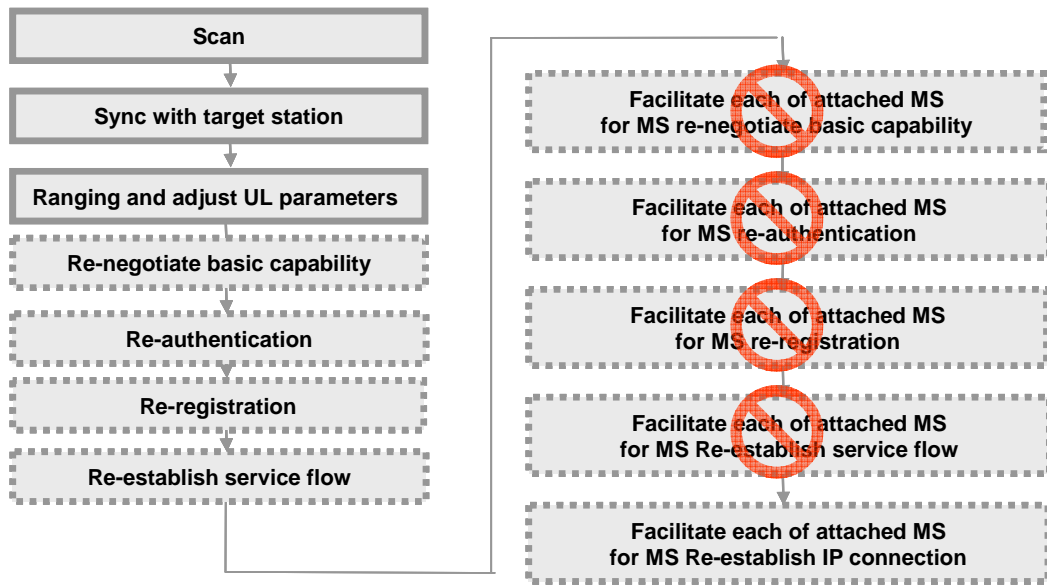 Scan
Sync with target station
Ranging and adjust UL parameters
Re-negotiate basic capability
Re-authentication
Re-registration
Re-establish service flow
Facilitate each of attached MS
for MS re-negotiate basic capability
Facilitate each of attached MS
for MS re-authentication
Facilitate each of attached MS
for MS re-registration
Facilitate each of attached MS
for MS Re-establish service flow
Facilitate each of attached MS
for MS Re-establish IP connection